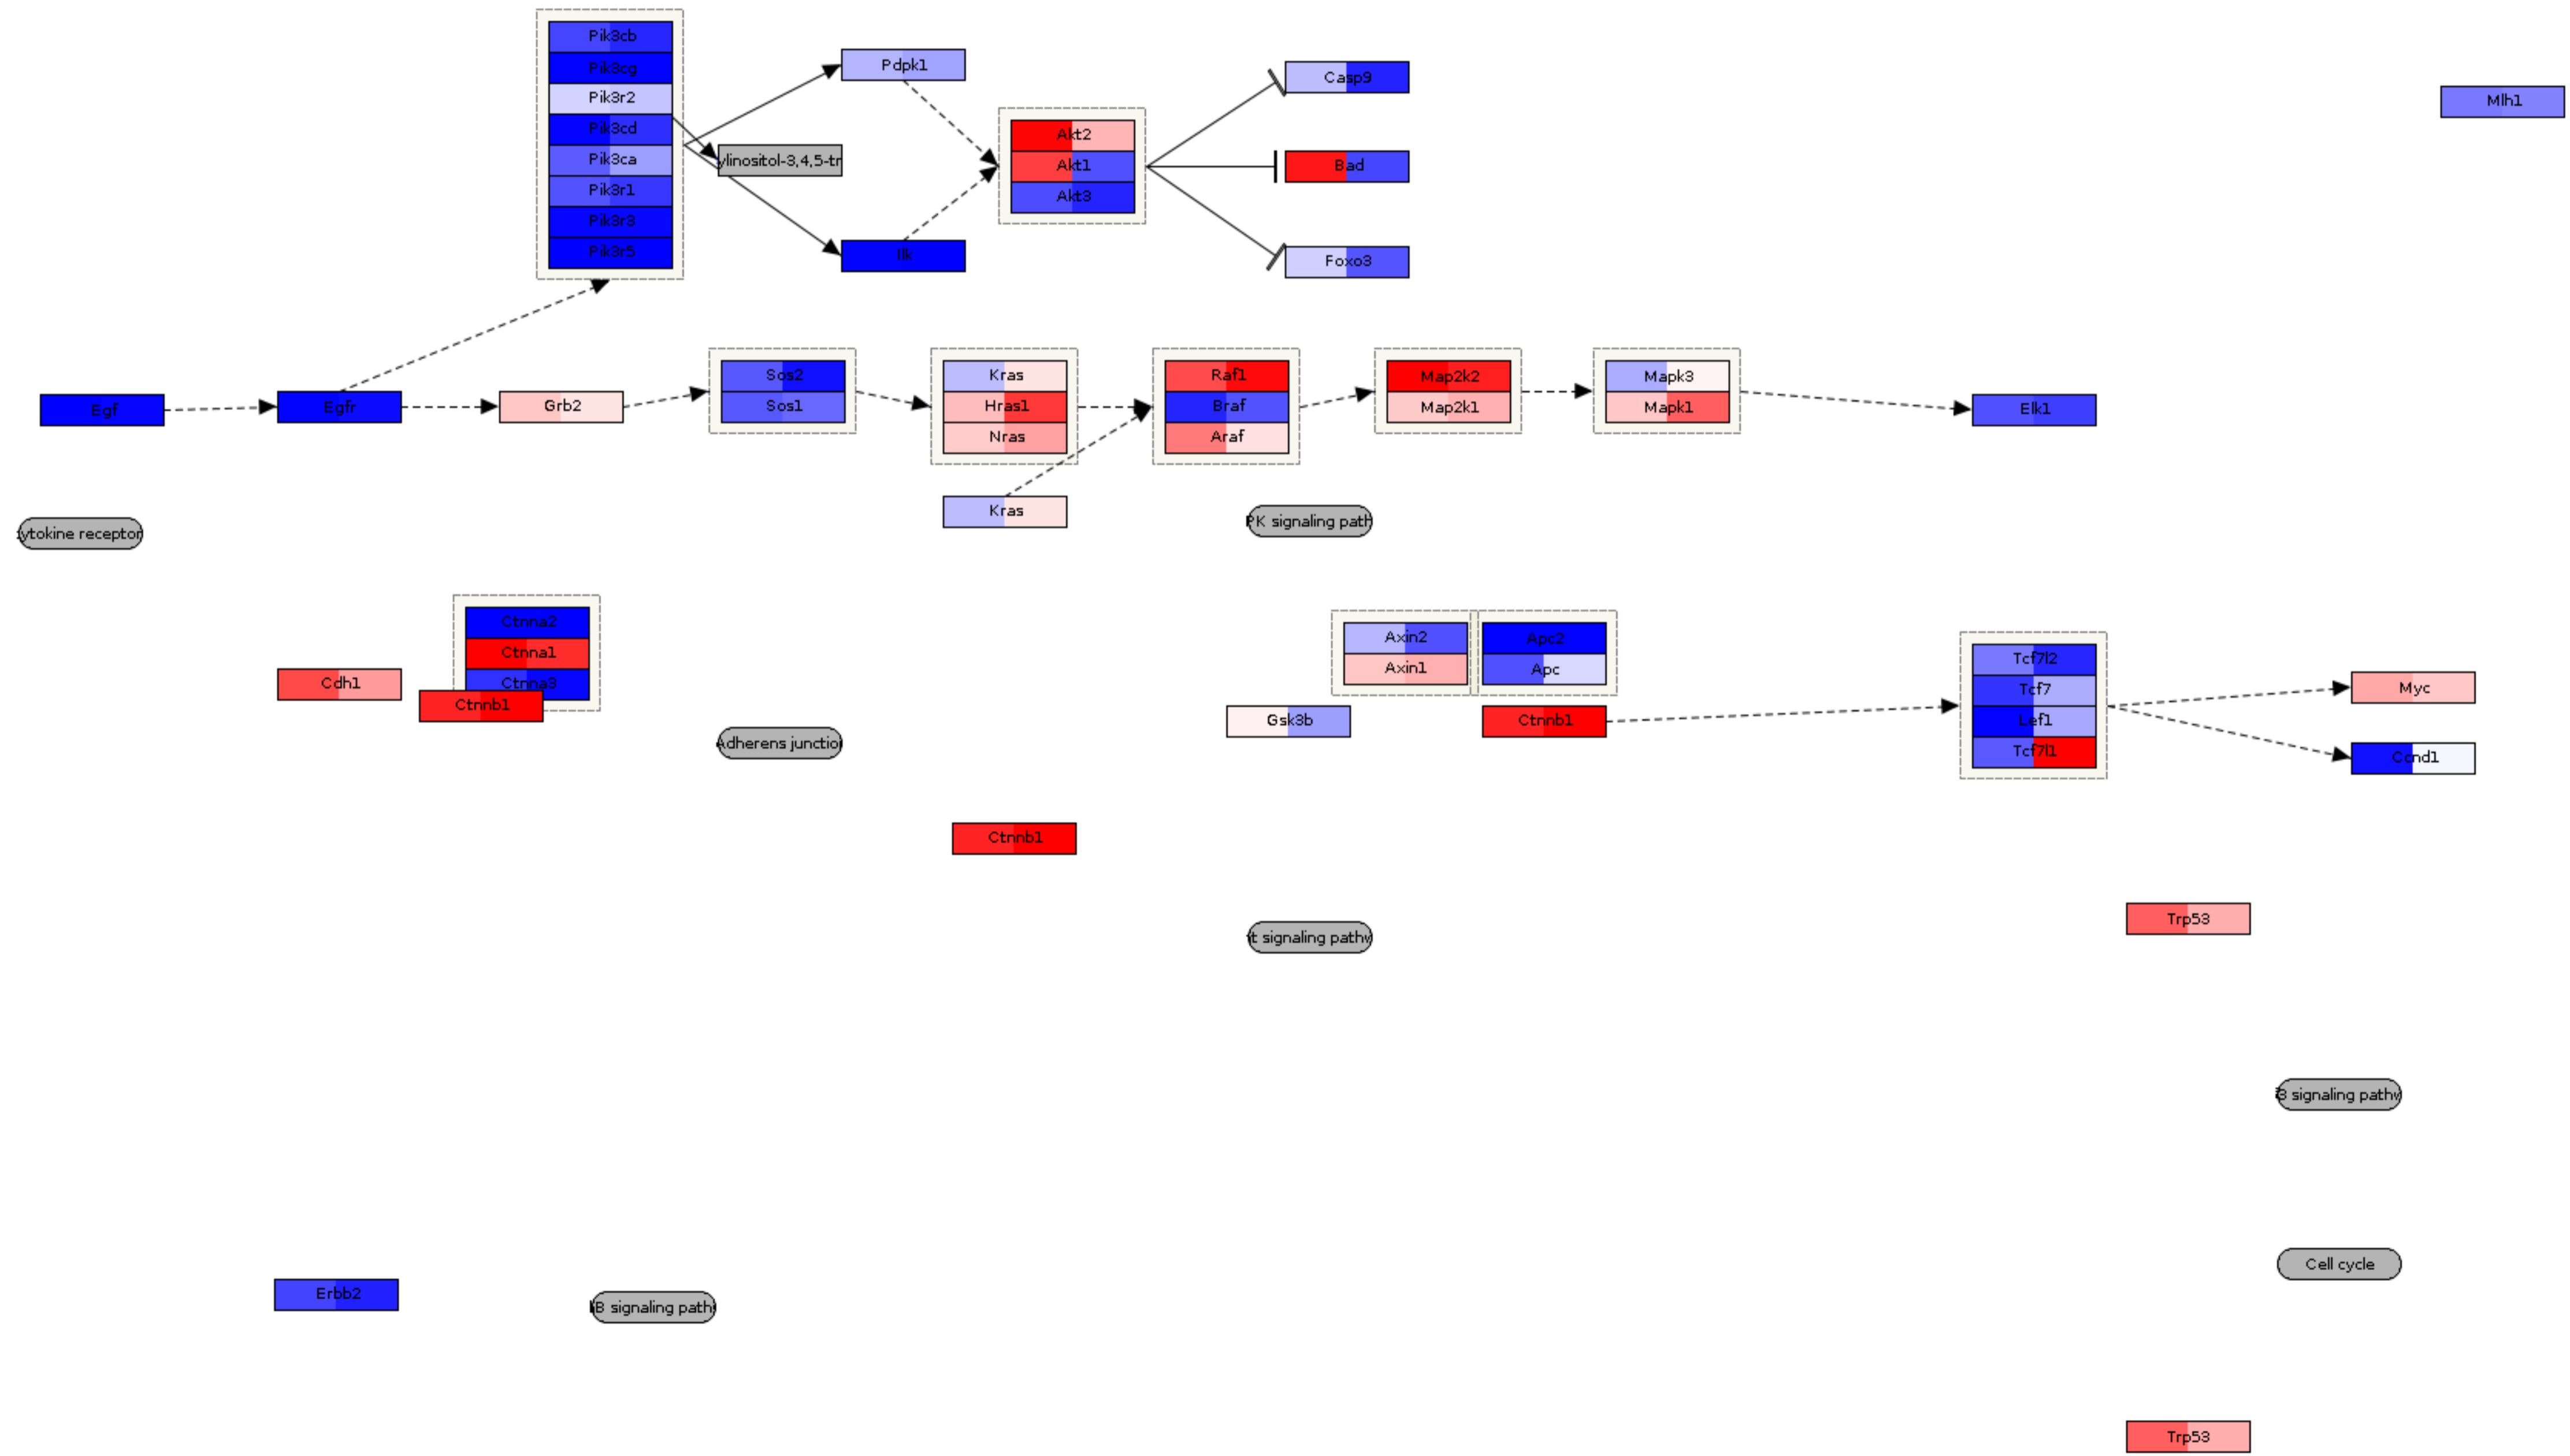 Pik3cb
Pik3cg
Pik3r2
Pik3cd
Pik3ca
Pik3r1
Pik3r3
Pik3r5
Pdpk1
ylinositol-3,4,5-tr
Ilk
Akt2
Akt1
Akt3
Casp9
Bad
Foxo3
Mlh1
Egf
Egfr
Grb2
Sos2
Sos1
Kras
Hras1
Nras
Kras
Raf1
Braf
Araf
Map2k2
Map2k1
Mapk3
Mapk1
Elk1
ytokine receptor
PK signaling path
Cdh1
Ctnna2
Ctnna1
Ctnna3
Ctnnb1
Adherens junctio
Axin2
Axin1
Apc2
Apc
Gsk3b
Ctnnb1
Tcf7l2
Tcf7
Lef1
Tcf7l1
Myc
Ccnd1
Ctnnb1
t signaling pathw
Trp53
B signaling pathw
Cell cycle
Erbb2
B signaling path
Trp53